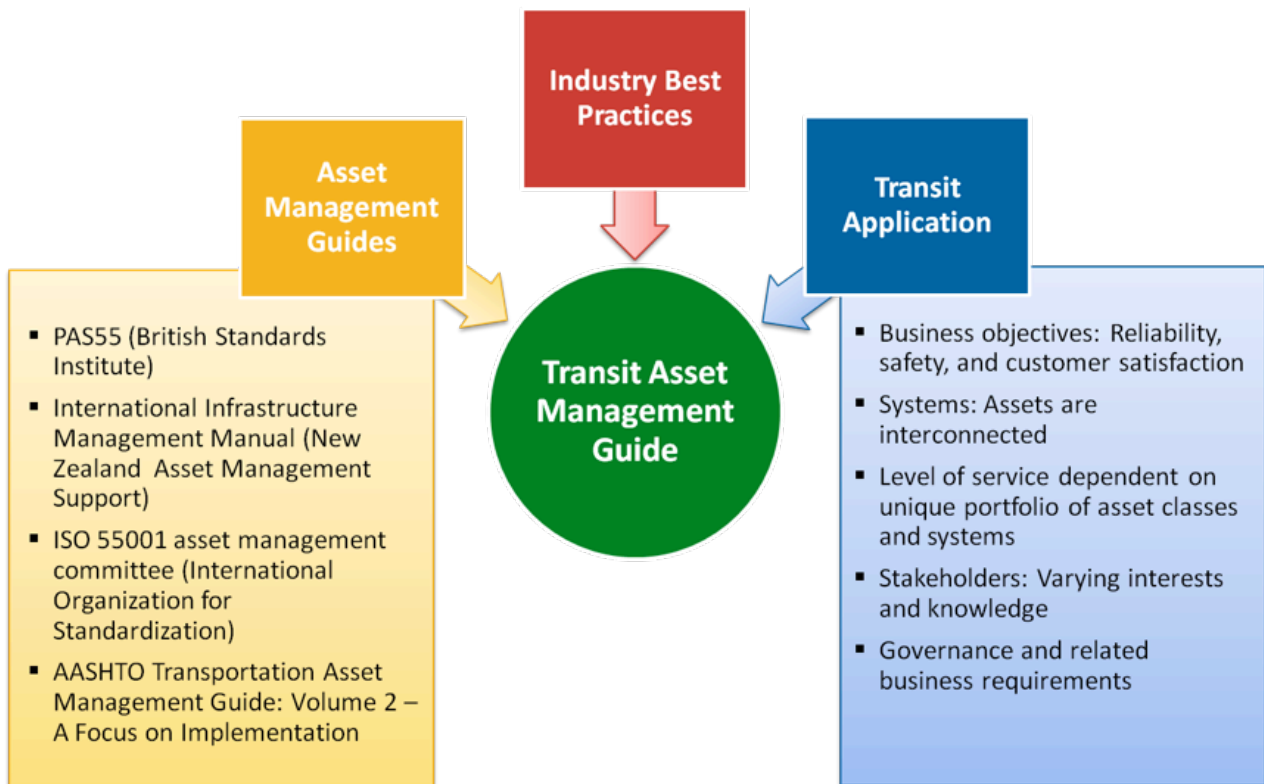 Industry Best
Practices
Asset
Management
Guides
Transit
Application
Transit Asset
Management
Guide
▪ PAS55 (British Standards
Institute)
▪ International Infrastructure
Management Manual (New
Zealand Asset Management
Support)
▪ ISO 55001 asset management
committee (International
Organization for
Standardization)
▪ AASHTO Transportation Asset
Management Guide: Volume 2 –
A Focus on Implementation
▪ Business objectives: Reliability,
safety, and customer satisfaction
▪ Systems: Assets are
interconnected
▪ Level of service dependent on
unique portfolio of asset classes
and systems
▪ Stakeholders: Varying interests
and knowledge
▪ Governance and related
business requirements